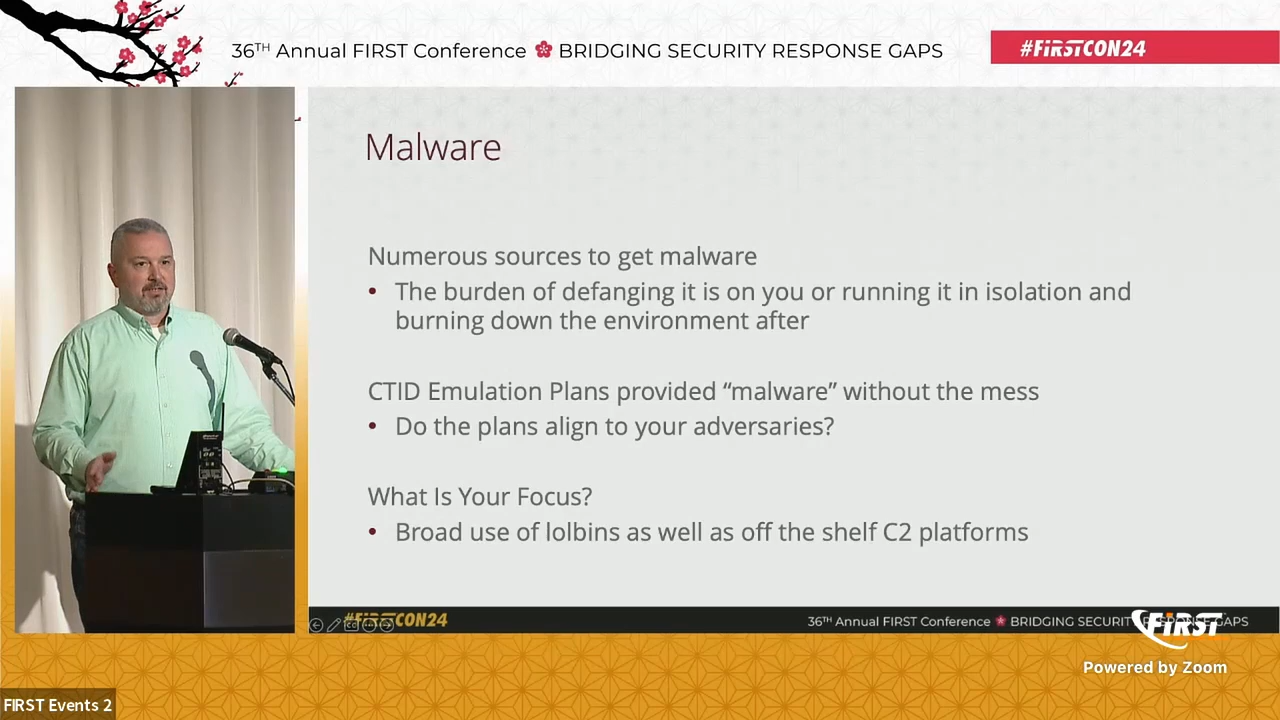 36TH Annual FIRST Conference BRIDGING SECURITY RESPONSE GAPS
#FIRSTCON24
Malware
Numerous sources to get malware
• The burden of defanging it is on you or running it in isolation and
burning down the environment after
CTID Emulation Plans provided “malware” without the mess
• Do the plans align to your adversaries?
What Is Your Focus?
• Broad use of lolbins as well as off the shelf C2 platforms
#FIRSTCON24
36TH Annual FIRST Conference BRIDGING SECURITY RESPONSE GAPS
FIRST
Powered by Zoom
FIRST Events 2